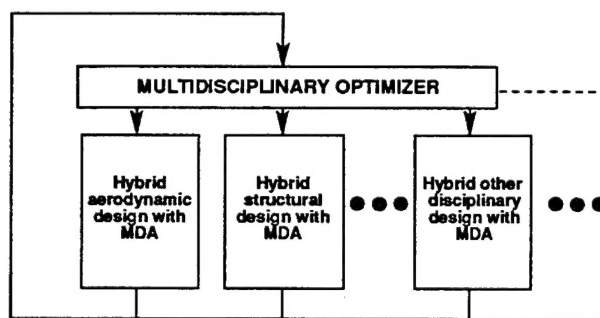 MULTIDISCIPLINARY OPTIMIZER
Hybrid
aerodynamic
design with
MDA
Hybrid
structural
design with
MDA
Hybrid other
disciplinary
design with
MDA